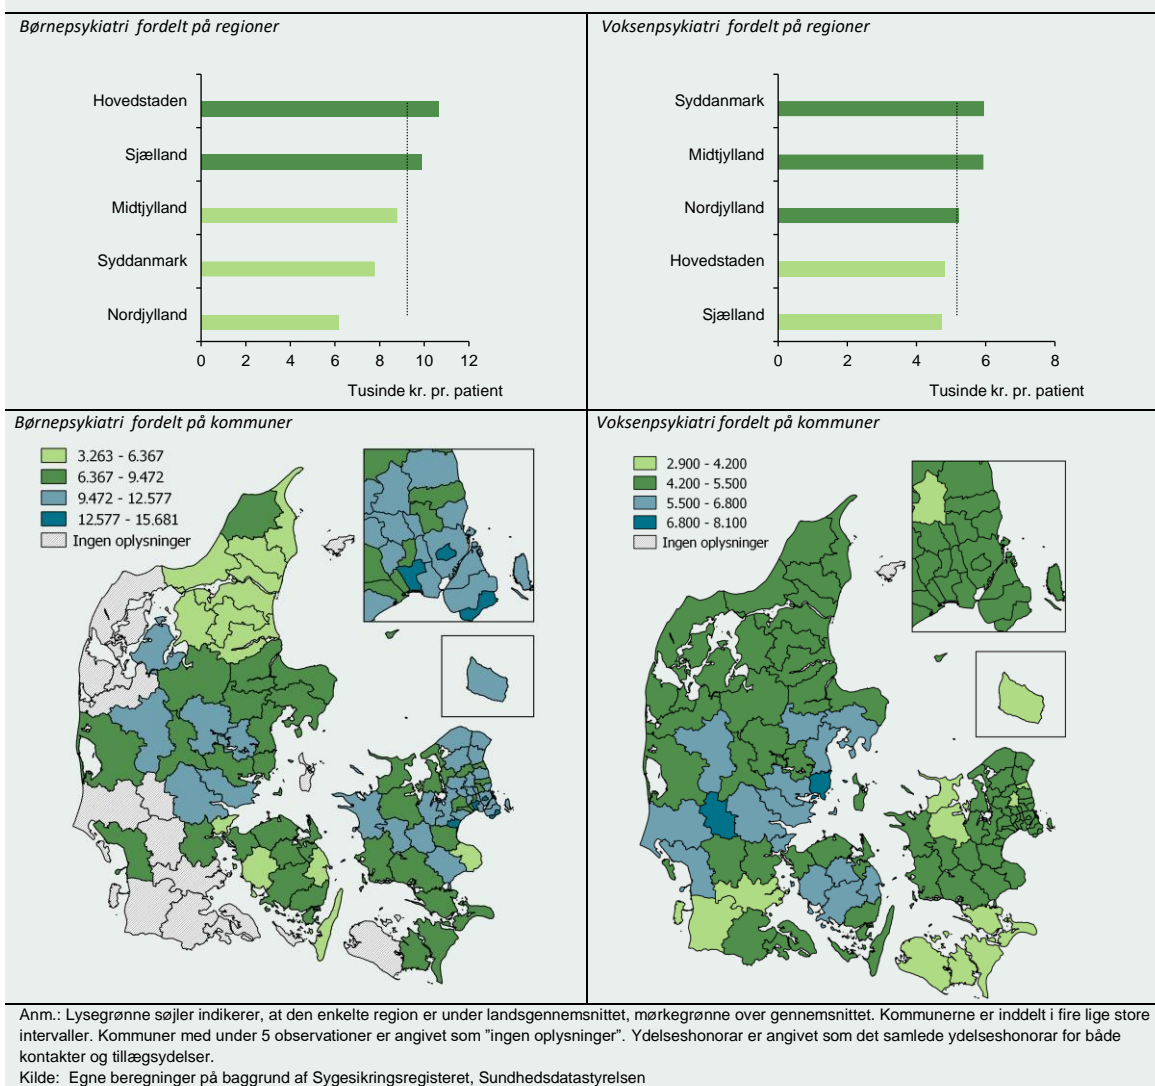 Børnepsykiatri fordelt på regioner
Hovedstaden
Sjælland
Midtjylland
Syddanmark
Nordjylland
0 2 4 6 8 10 12
Tusinde kr. pr. patient
Voksenpsykiatri fordelt på regioner
Syddanmark
Midtjylland
Nordjylland
Hovedstaden
Sjælland
0 2 4 6 8
Tusinde kr. pr. patient
Børnepsykiatri fordelt på kommuner
3.263 - 6.367
6.367 - 9.472
9.472 - 12.577
12.577 - 15.681
Ingen oplysninger
Voksenpsykiatri fordelt på kommuner
2.900 - 4.200
4.200 - 5.500
5.500 - 6.800
6.800 - 8.100
Ingen oplysninger
Anm.: Lysegrønne søjler indikerer, at den enkelte region er under landsgennemsnittet, mørkegrønne over gennemsnittet. Kommunerne er inddelt i fire lige store
intervaller. Kommuner med under 5 observationer er angivet som ”ingen oplysninger”. Ydelseshonorar er angivet som det samlede ydelseshonorar for både
kontakter og tillægsydelser.
Kilde: Egne beregninger på baggrund af Sygesikringsregisteret, Sundhedsdatastyrelsen